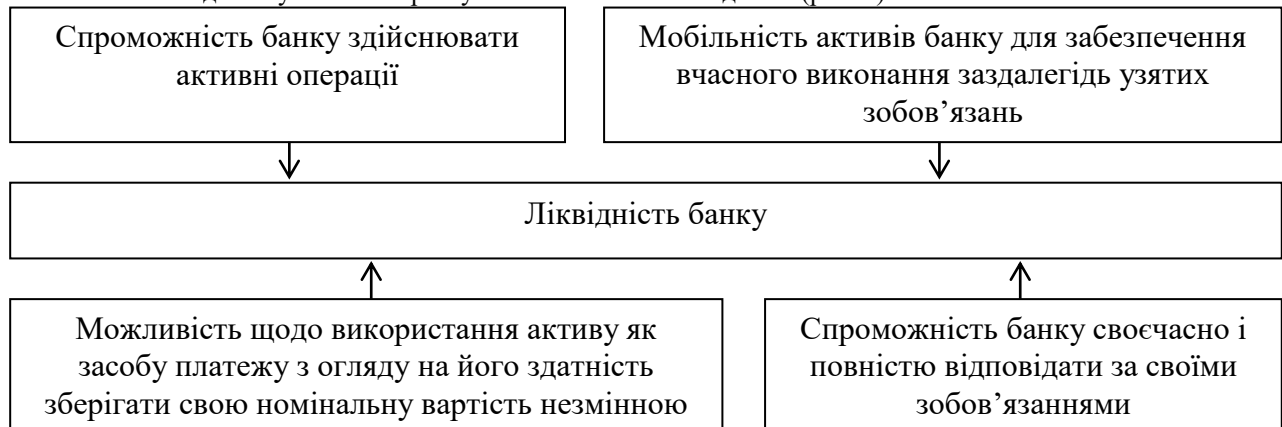 Спроможність банку здійснювати
активні операції
Мобільність активів банку для забезпечення
вчасного виконання заздалегідь узятих
зобов’язань
Ліквідність банку
Можливість щодо використання активу як
засобу платежу з огляду на його здатність
зберігати свою номінальну вартість незмінною
Спроможність банку своєчасно і
повністю відповідати за своїми
зобов’язаннями